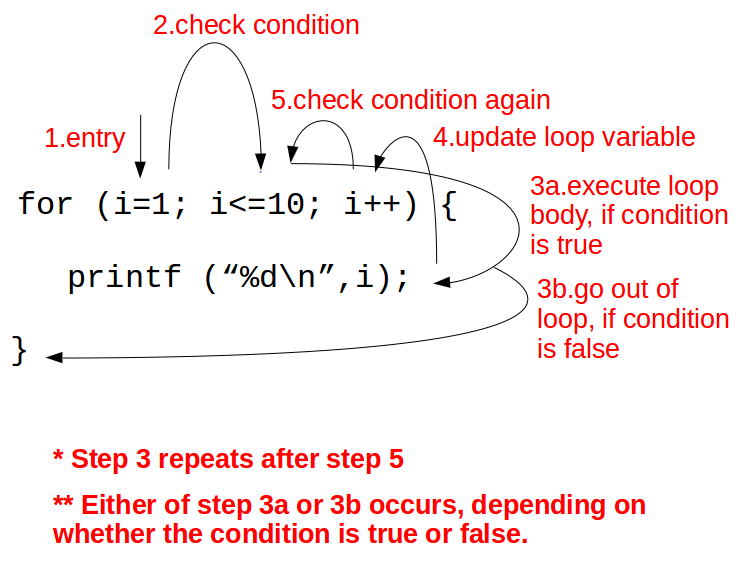 2.check condition
5.check condition again
1.entry
4.update loop variable
for (i=1; i<=10; i++) {
3a.execute loop
body, if condition
is true
printf (“%d\n”,i);
3b.go out of
loop, if condition
is false
}
* Step 3 repeats after step 5
** Either of step 3a or 3b occurs, depending on
whether the condition is true or false.